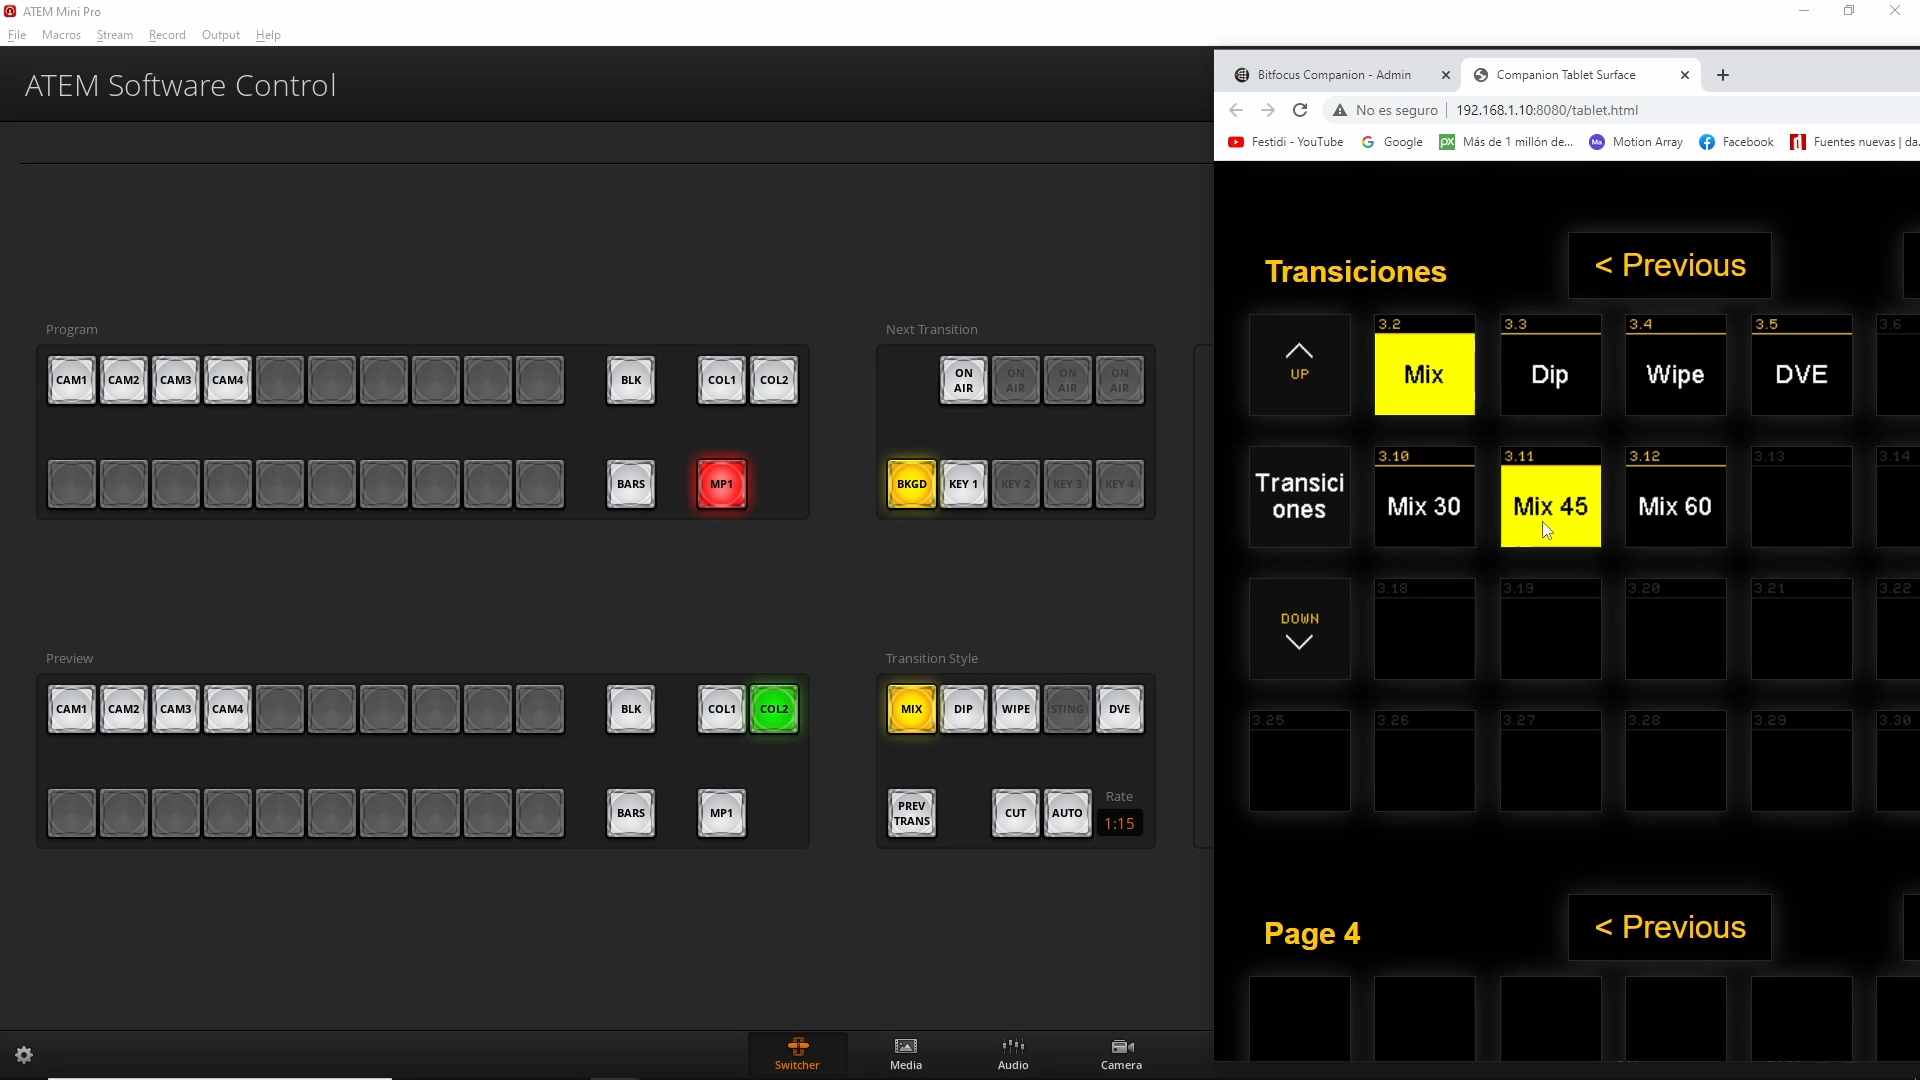 ATEM Mini Pro
File Macros Stream Record Output Help
ATEM Software Control
Bitfocus Companion - Admin
Companion Tablet Surface
No es seguro 192.168.1.10:8080/tablet.html
Festidi - YouTube Google Más de 1 millón de... Motion Array Facebook Fuentes nuevas | da...
Transiciones
< Previous
3.2 3.3 3.4 3.5 3.6
UP Mix Dip Wipe DVE
3.10 3.11 3.12 3.13 3.14
Transici
ones
Mix 30 Mix 45 Mix 60
3.18 3.19 3.20 3.21 3.22
DOWN
3.25 3.26 3.27 3.28 3.29 3.30
Page 4
< Previous
Program
CAM1 CAM2 CAM3 CAM4 BLK COL1 COL2
BARS MP1
Next Transition
ON
AIR
ON
AIR
ON
AIR
ON
AIR
BKGD KEY 1 KEY 2 KEY 3 KEY 4
Preview
CAM1 CAM2 CAM3 CAM4 BLK COL1 COL2
BARS MP1
Transition Style
MIX DIP WIPE STING DVE
PREV
TRANS
CUT AUTO
Rate
1:15
Switcher Media Audio Camera